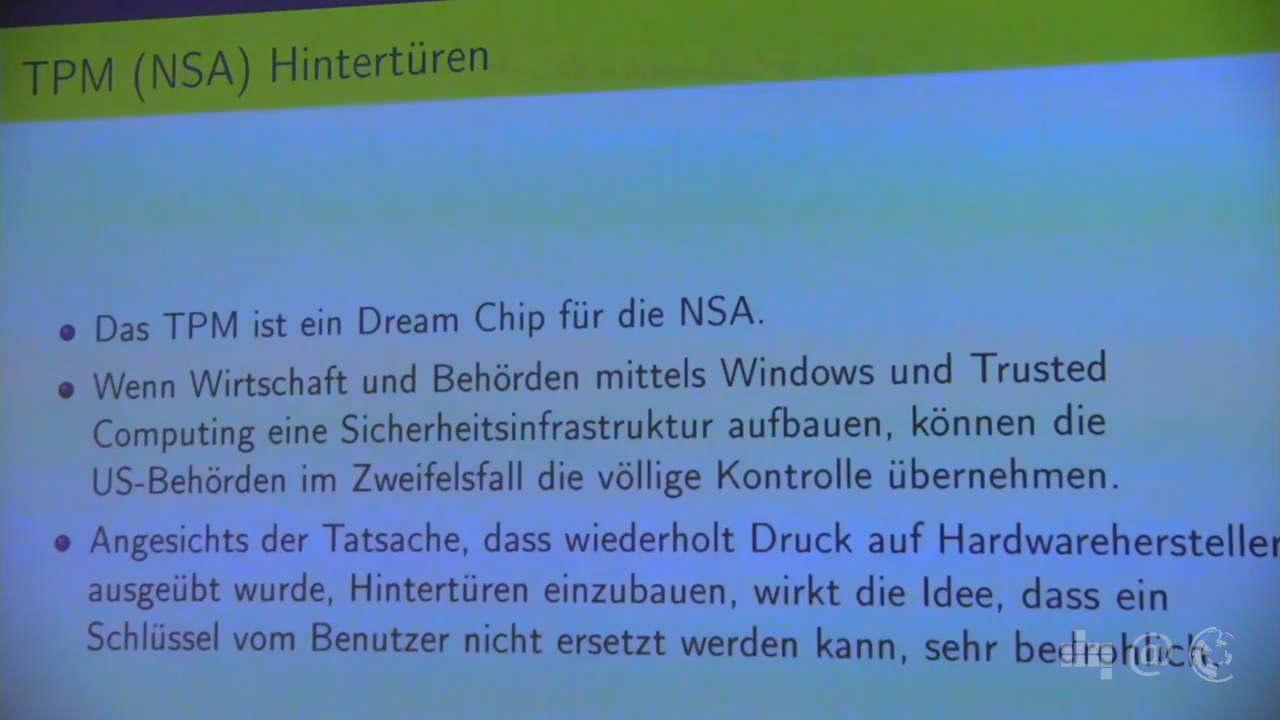 TPM (NSA) Hintertüren
Das TPM ist ein Dream Chip für die NSA.
Wenn Wirtschaft und Behörden mittels Windows und Trusted
Computing eine Sicherheitsinfrastruktur aufbauen, können die
US-Behörden im Zweifelsfall die völlige Kontrolle übernehmen.
Angesichts der Tatsache, dass wiederholt Druck auf Hardwarehersteller
ausgeübt wurde, Hintertüren einzubauen, wirkt die Idee, dass ein
Schlüssel vom Benutzer nicht ersetzt werden kann, sehr bedrohlich.